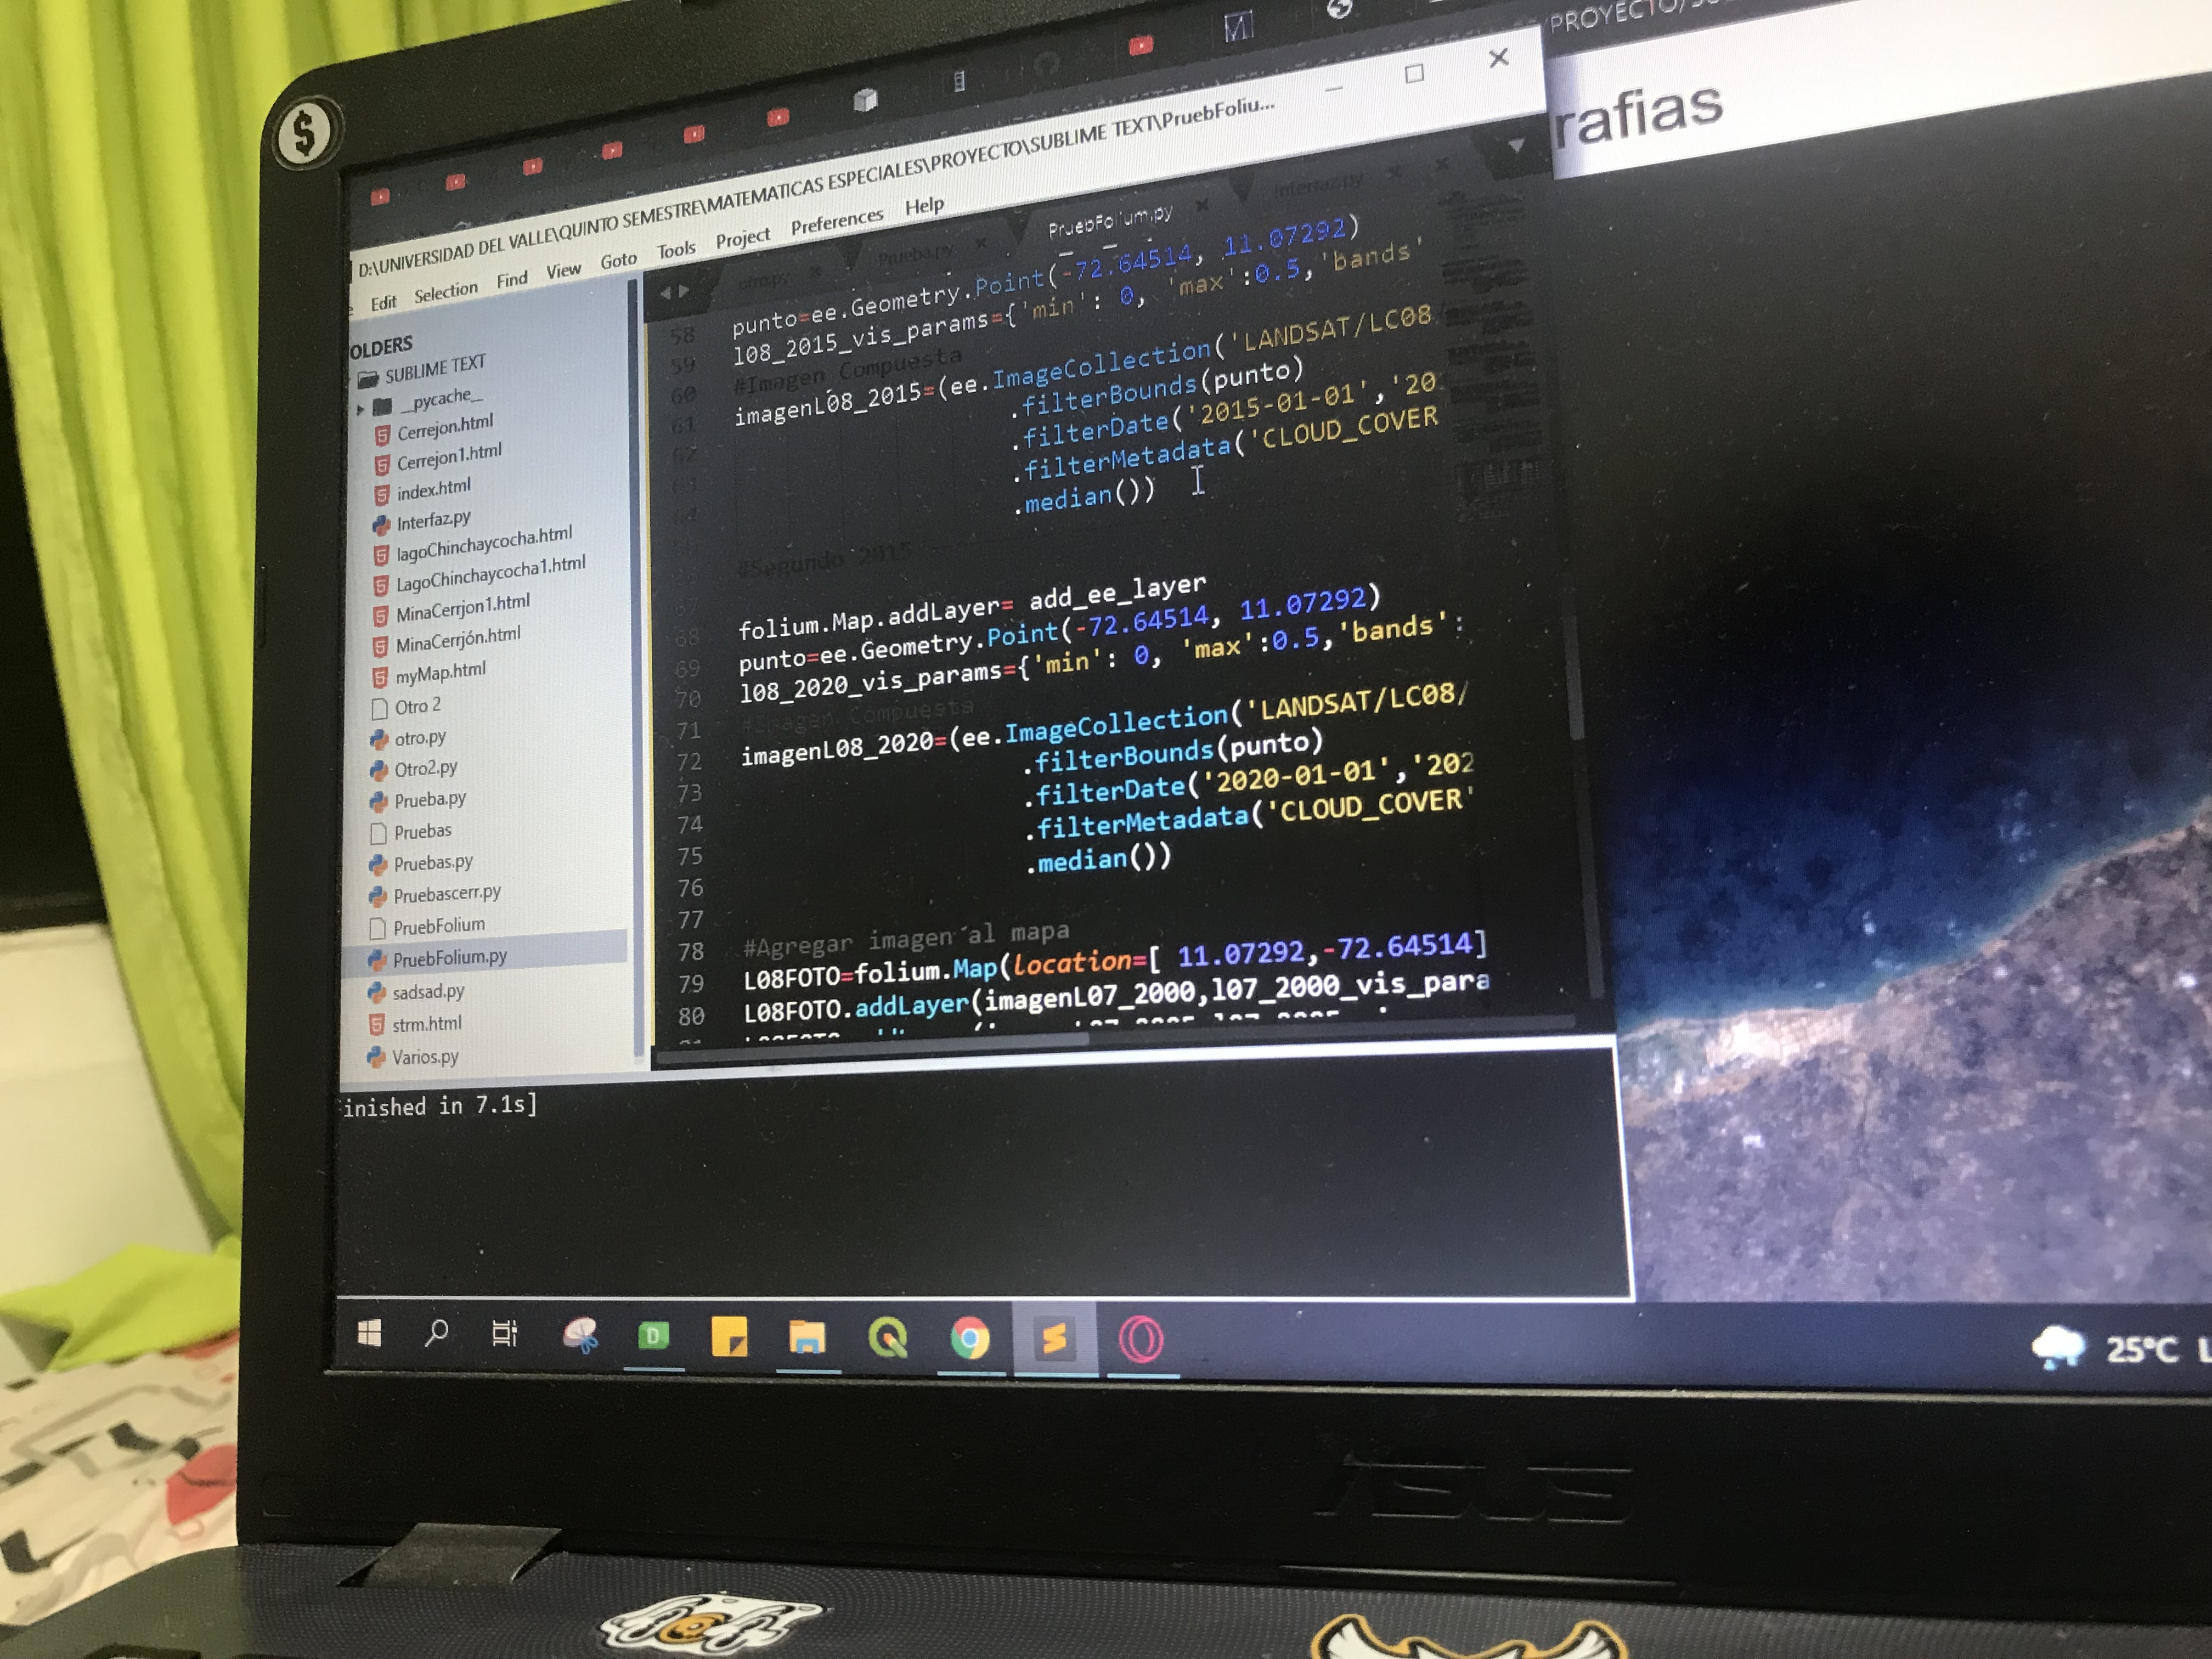 PROYECTO/
rafias
D:\UNIVERSIDAD DEL VALLE\QUINTO SEMESTRE\MATEMATICAS ESPECIALES\PROYECTO\SUBLIME TEXT\PruebFoliu...
Edit Selection Find View Goto Tools Project Preferences Help
Prueba.py PruebFolium.py Interfaz.py
OLDERS
SUBLIME TEXT
_pycache_
Cerrejon.html
Cerrejon1.html
index.html
Interfaz.py
lagoChinchaycocha.html
LagoChinchaycocha1.html
MinaCerrjon1.html
MinaCerrjón.html
myMap.html
Otro 2
otro.py
Otro2.py
Prueba.py
Pruebas
Pruebas.py
Pruebascerr.py
PruebFolium
PruebFolium.py
sadsad.py
strm.html
Varios.py
58 punto=ee.Geometry.Point(-72.64514, 11.07292)
59 l08_2015_vis_params={'min': 0, 'max':0.5,'bands'
60 #Imagen Compuesta
61 imagenL08_2015=(ee.ImageCollection('LANDSAT/LC08
62 .filterBounds(punto)
63 .filterDate('2015-01-01','20
64 .filterMetadata('CLOUD_COVER
.median())
#Segundo 2015
67
68 folium.Map.addLayer= add_ee_layer
69 punto=ee.Geometry.Point(-72.64514, 11.07292)
70 l08_2020_vis_params={'min': 0, 'max':0.5,'bands':
71 #Imagen Compuesta
72 imagenL08_2020=(ee.ImageCollection('LANDSAT/LC08/
73 .filterBounds(punto)
74 .filterDate('2020-01-01','202
75 .filterMetadata('CLOUD_COVER'
76 .median())
77
78 #Agregar imagen al mapa
79 L08FOTO=folium.Map(location=[ 11.07292,-72.64514]
80 L08FOTO.addLayer(imagenL07_2000,l07_2000_vis_para
inished in 7.1s]
25°C L
ASUS